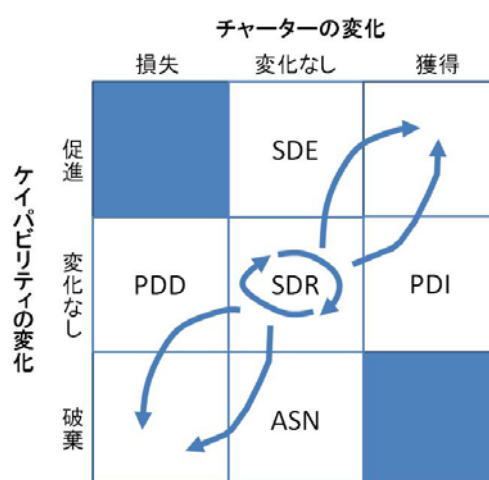 チャーターの変化
損失 変化なし 獲得
ケイパビリティの変化
促進
変化なし
破棄
SDE
PDD SDR PDI
ASN